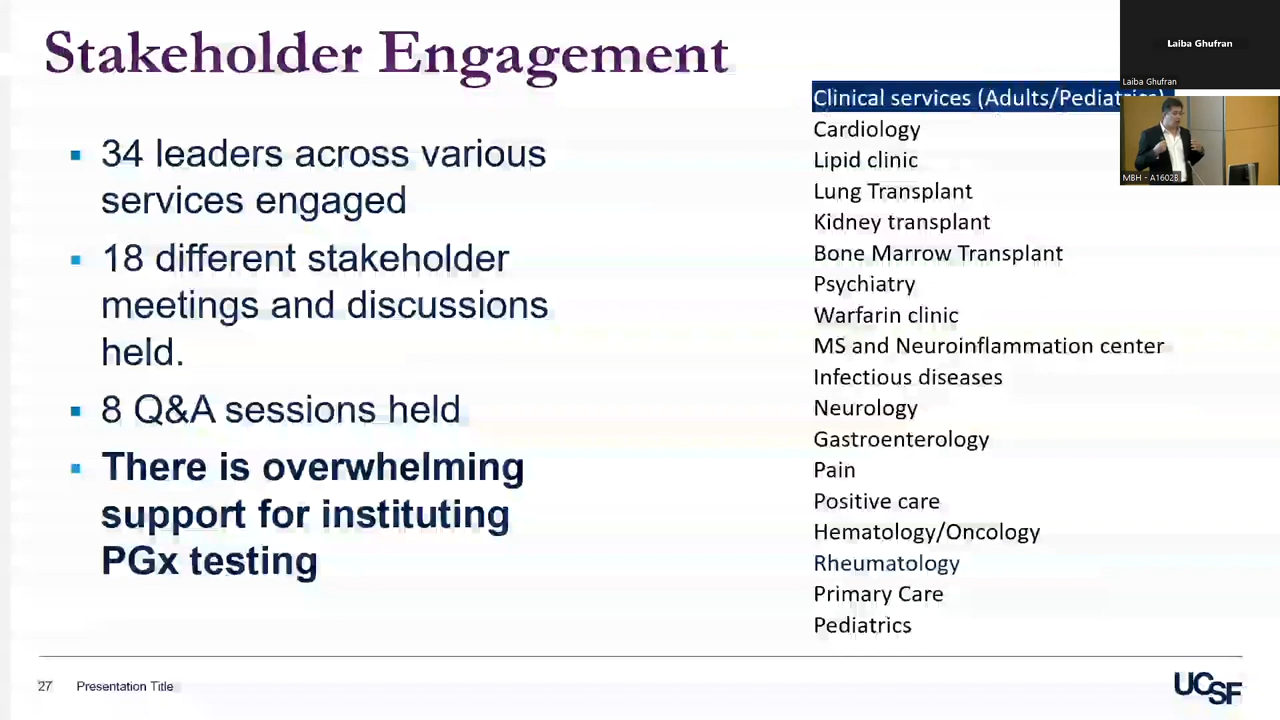 Stakeholder Engagement
34 leaders across various
services engaged
18 different stakeholder
meetings and discussions
held.
8 Q&A sessions held
There is overwhelming
support for instituting
PGx testing
Clinical services (Adults/Pediatrics)
Cardiology
Lipid clinic
Lung Transplant
Kidney transplant
Bone Marrow Transplant
Psychiatry
Warfarin clinic
MS and Neuroinflammation center
Infectious diseases
Neurology
Gastroenterology
Pain
Positive care
Hematology/Oncology
Rheumatology
Primary Care
Pediatrics
Laiba Ghufran
Laiba Ghufran
MBH - A1602E
27 Presentation Title
UCSF